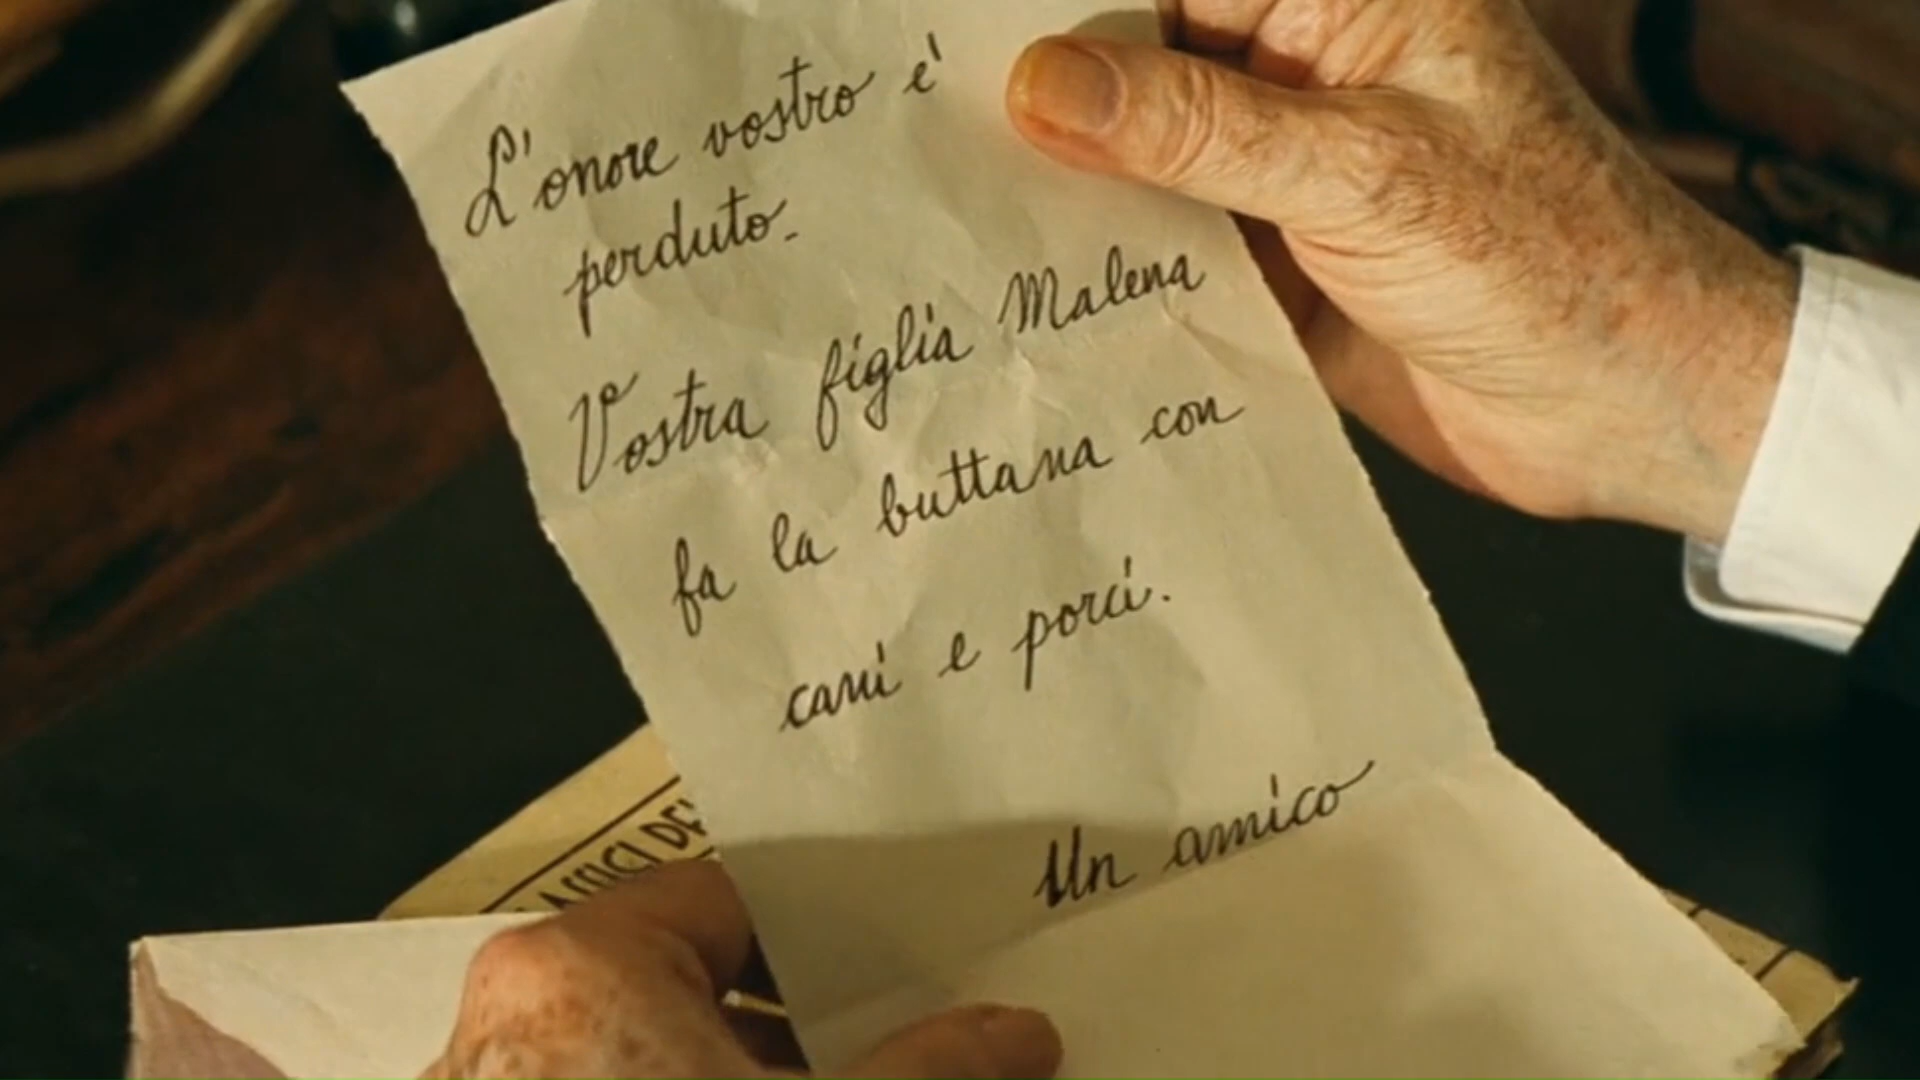 L'onore vostro e'
perduto.
Vostra figlia Malena
fa la buttana con
cani e porci.
Un amico